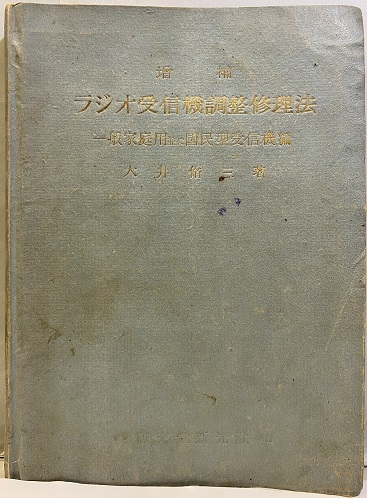 増補
ラジオ受信機調整修理法
一般家庭用並に國民型受信機編
大井脩三著